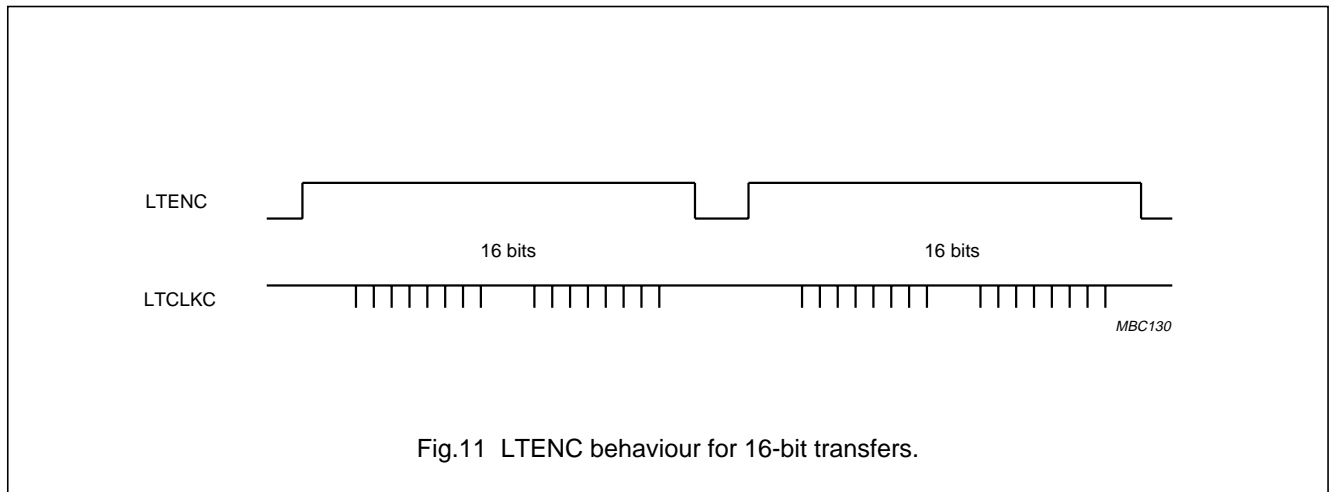 LTENC
16 bits
16 bits
LTCLKC
MBC130
Fig.11 LTENC behaviour for 16-bit transfers.